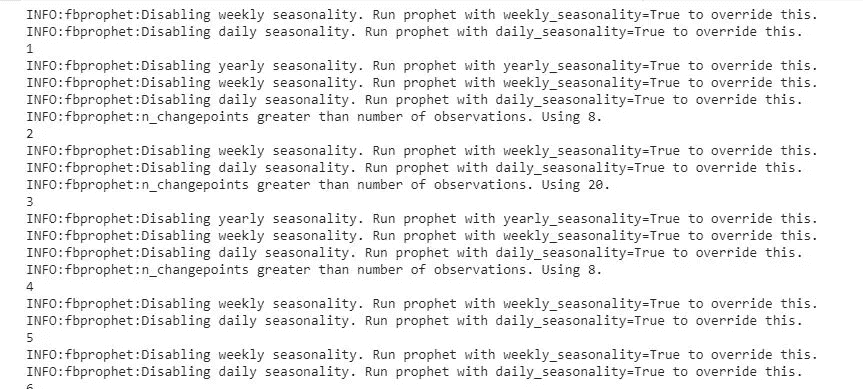 INFO:fbprophet:Disabling weekly seasonality. Run prophet with weekly_seasonality=True to override this.
INFO:fbprophet:Disabling daily seasonality. Run prophet with daily_seasonality=True to override this.
1
INFO:fbprophet:Disabling yearly seasonality. Run prophet with yearly_seasonality=True to override this.
INFO:fbprophet:Disabling weekly seasonality. Run prophet with weekly_seasonality=True to override this.
INFO:fbprophet:Disabling daily seasonality. Run prophet with daily_seasonality=True to override this.
INFO:fbprophet:n_changepoints greater than number of observations. Using 8.
2
INFO:fbprophet:Disabling weekly seasonality. Run prophet with weekly_seasonality=True to override this.
INFO:fbprophet:Disabling daily seasonality. Run prophet with daily_seasonality=True to override this.
INFO:fbprophet:n_changepoints greater than number of observations. Using 20.
3
INFO:fbprophet:Disabling yearly seasonality. Run prophet with yearly_seasonality=True to override this.
INFO:fbprophet:Disabling weekly seasonality. Run prophet with weekly_seasonality=True to override this.
INFO:fbprophet:Disabling daily seasonality. Run prophet with daily_seasonality=True to override this.
INFO:fbprophet:n_changepoints greater than number of observations. Using 8.
4
INFO:fbprophet:Disabling weekly seasonality. Run prophet with weekly_seasonality=True to override this.
INFO:fbprophet:Disabling daily seasonality. Run prophet with daily_seasonality=True to override this.
5
INFO:fbprophet:Disabling weekly seasonality. Run prophet with weekly_seasonality=True to override this.
INFO:fbprophet:Disabling daily seasonality. Run prophet with daily_seasonality=True to override this.
6